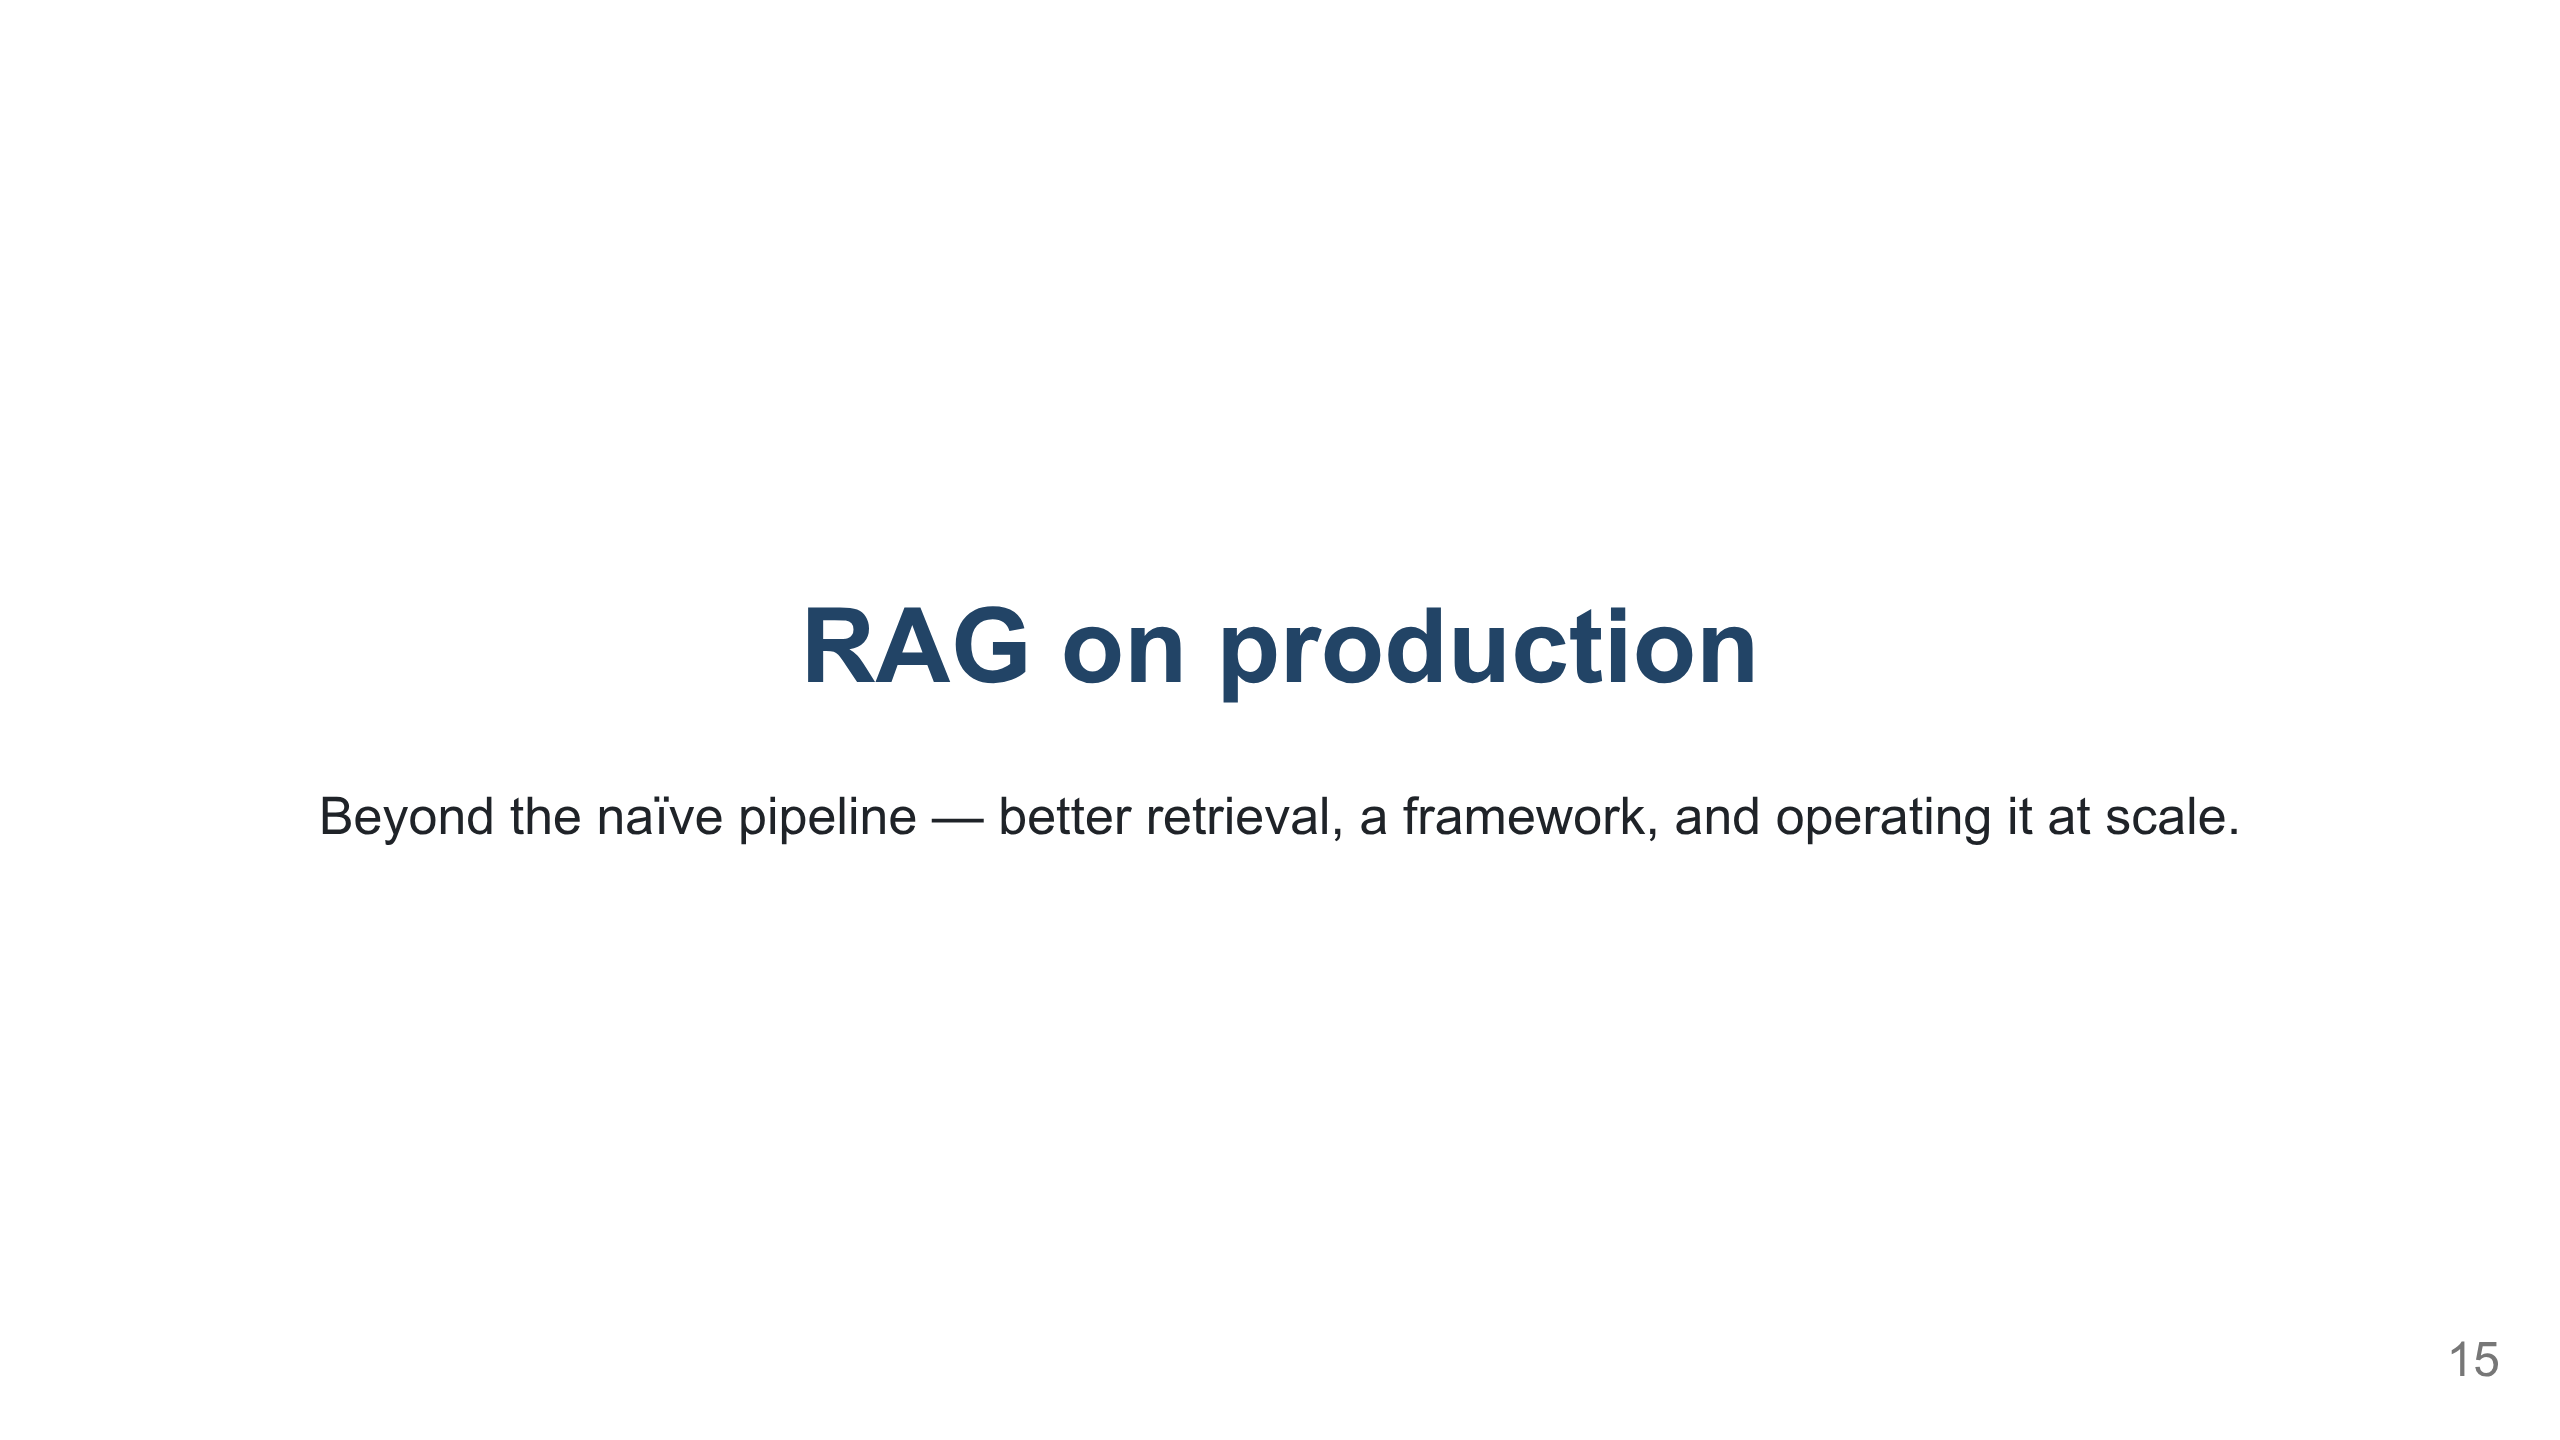 RAG on production
Beyond the naïve pipeline — better retrieval, a framework, and operating it at scale.
15